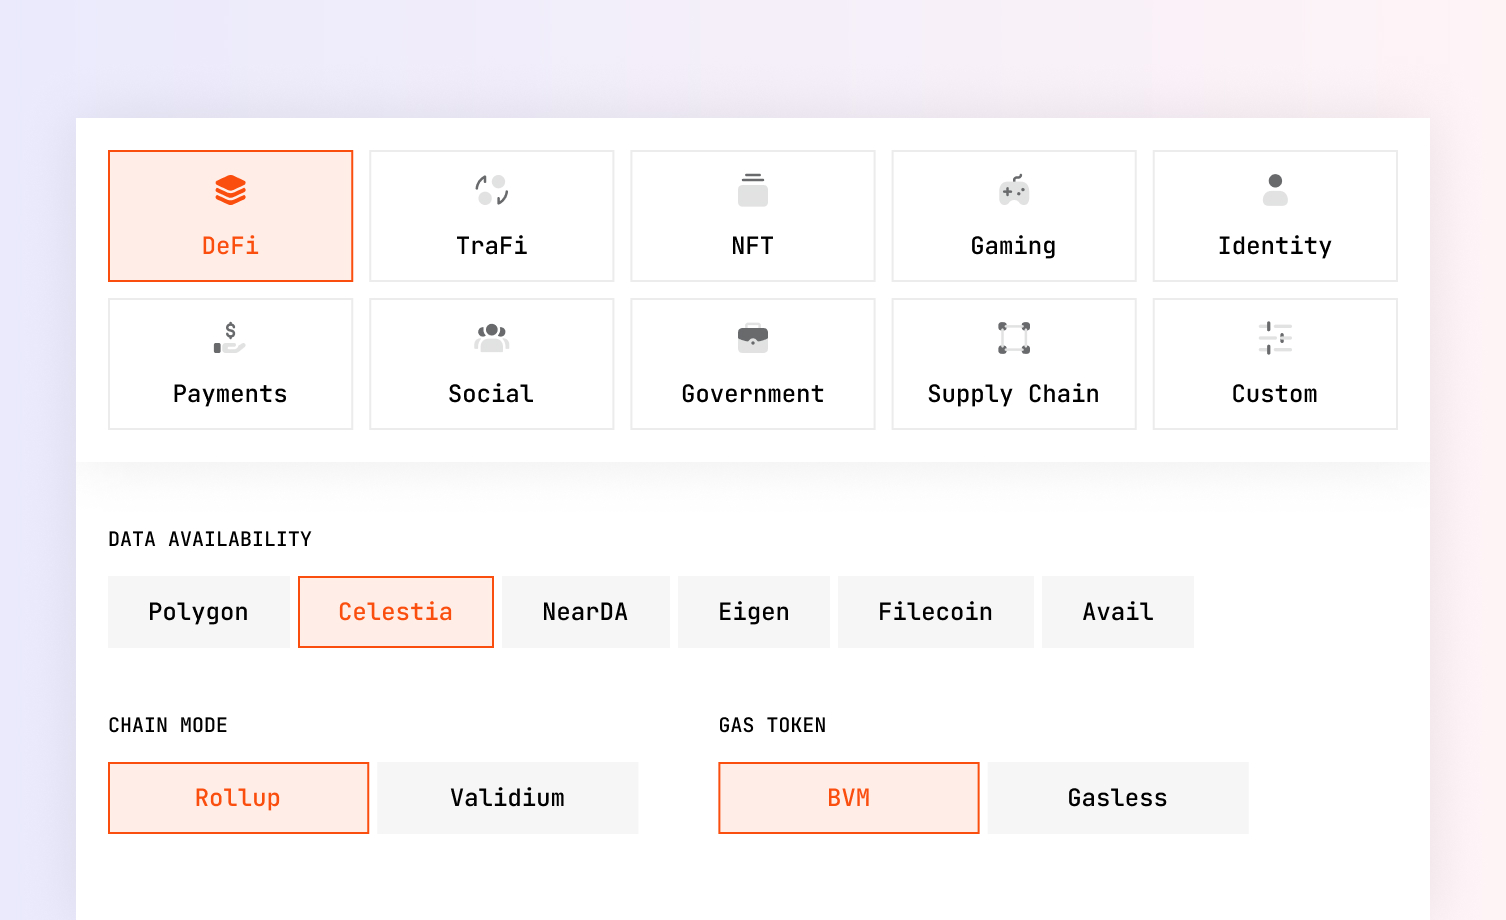 DeFi
TraFi
NFT
Gaming
Identity
$
Payments
Social
Government
Supply Chain
Custom
DATA AVAILABILITY
Polygon
Celestia
NearDA
Eigen
Filecoin
Avail
CHAIN MODE
Rollup
Validium
GAS TOKEN
BVM
Gasless